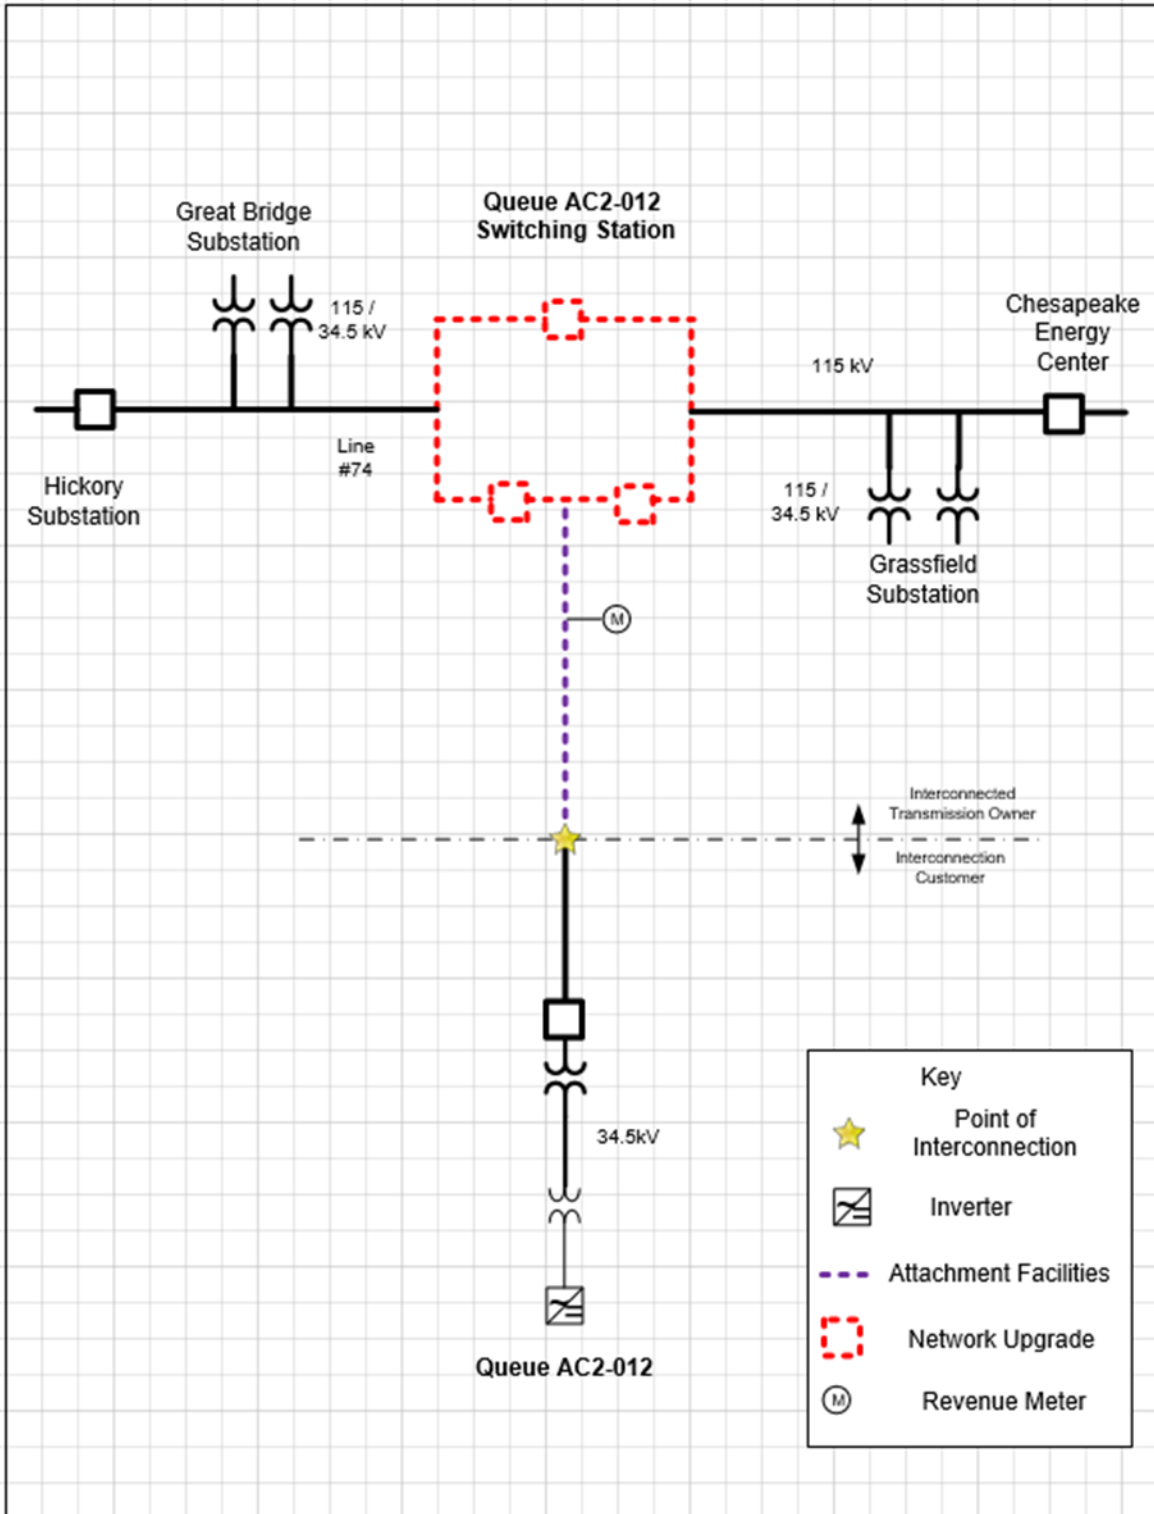 Queue AC2-012
Switching Station
Great Bridge
Substation
115 /
34.5 kV
Chesapeake
Energy
Center
115 kV
Line
#74
Hickory
Substation
115 /
34.5 kV
Grassfield
Substation
M
Interconnected
Transmission Owner
Interconnection
Customer
34.5kV
Queue AC2-012
Key
Point of
Interconnection
Inverter
Attachment Facilities
Network Upgrade
M
Revenue Meter